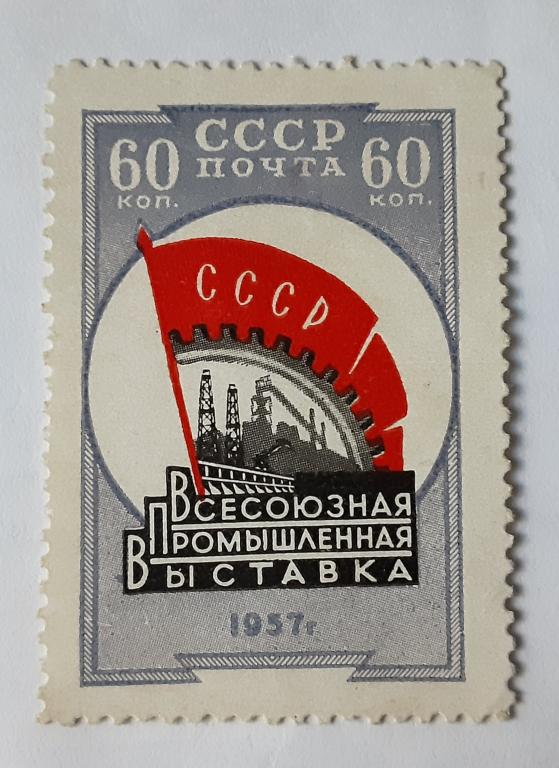 СССР
ПОЧТА
60 КОП.
60 КОП.
СССР
ВСЕСОЮЗНАЯ
ПРОМЫШЛЕННАЯ
ВЫСТАВКА
1957г